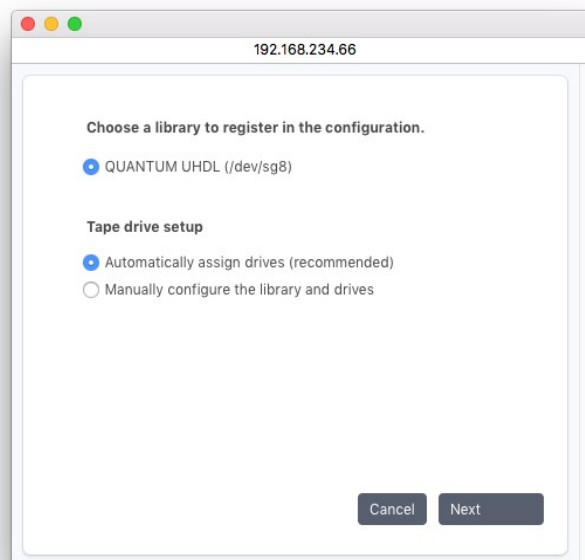 192.168.234.66
Choose a library to register in the configuration.
QUANTUM UHDL (/dev/sg8)
Tape drive setup
Automatically assign drives (recommended)
Manually configure the library and drives
Cancel
Next